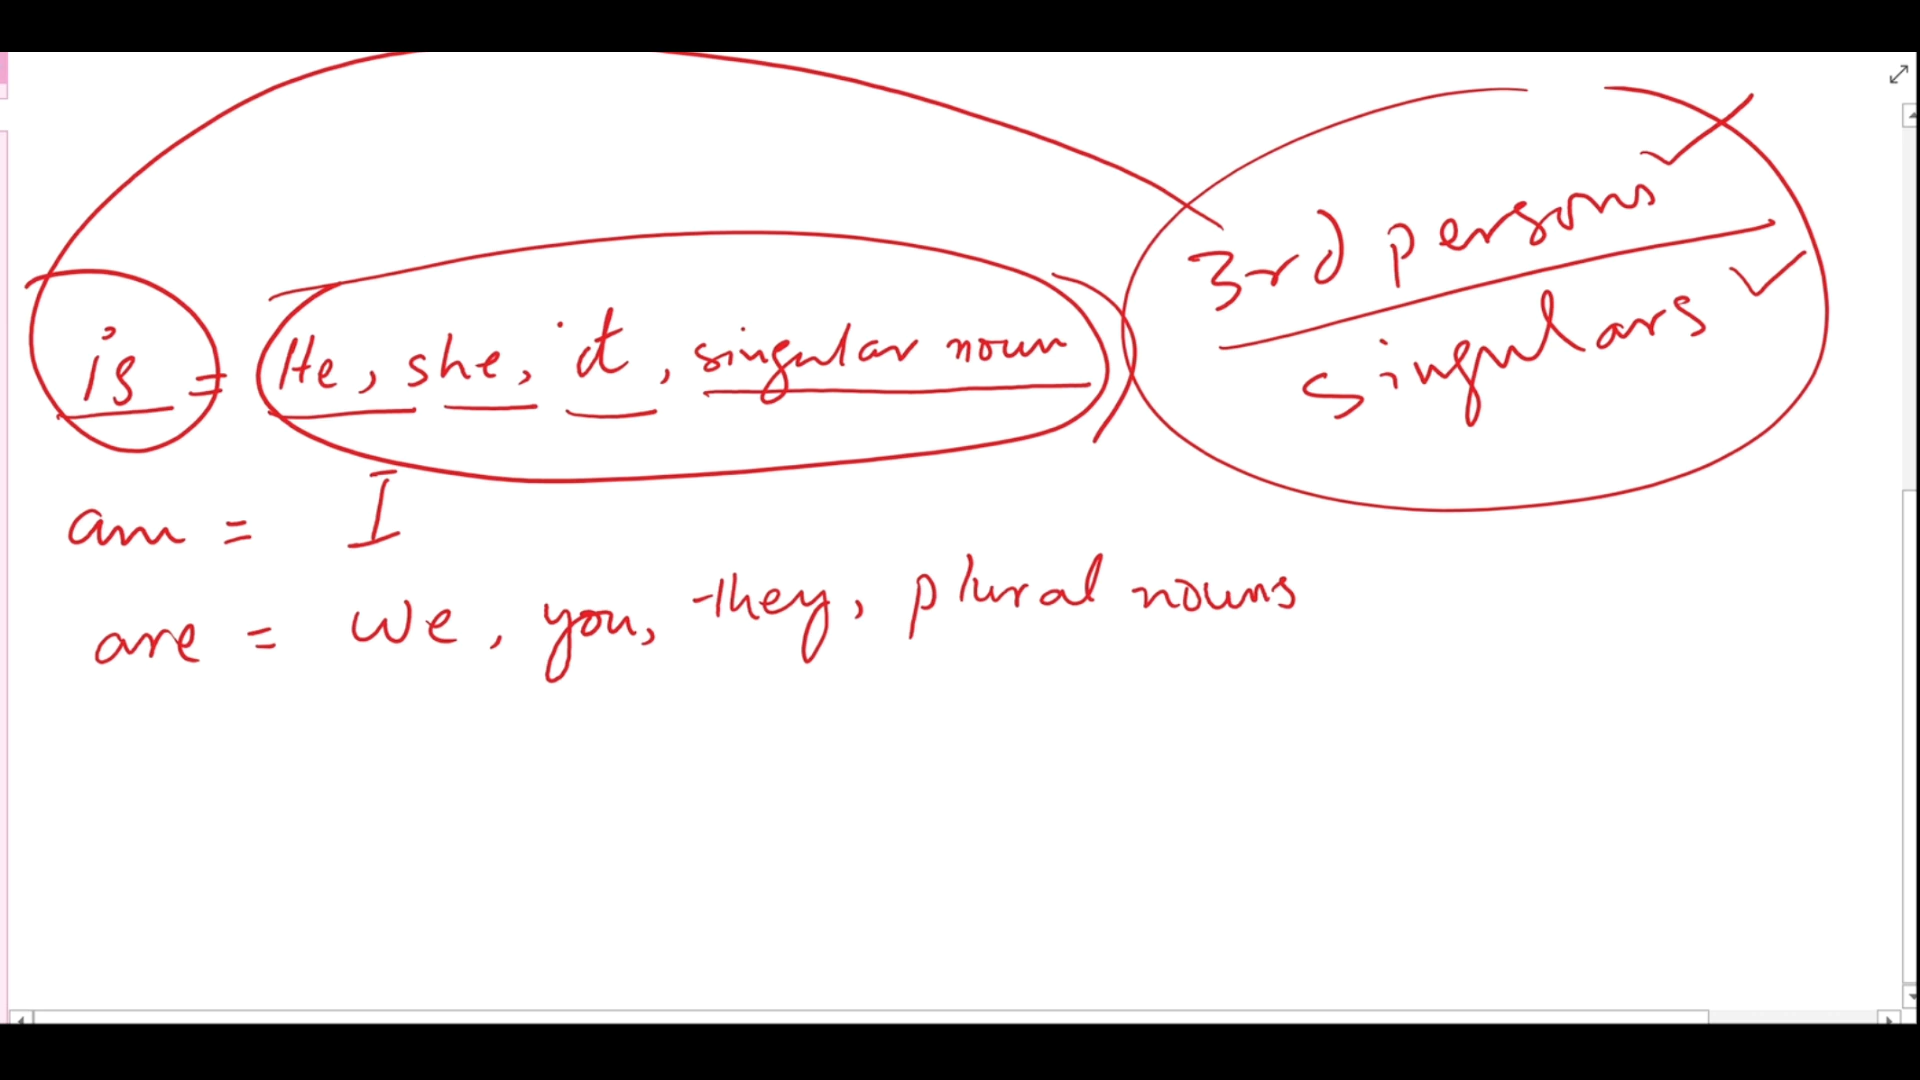 3rd persons
singulars
is = He, she, it, singular noun
am = I
are = we, you, they, plural nouns